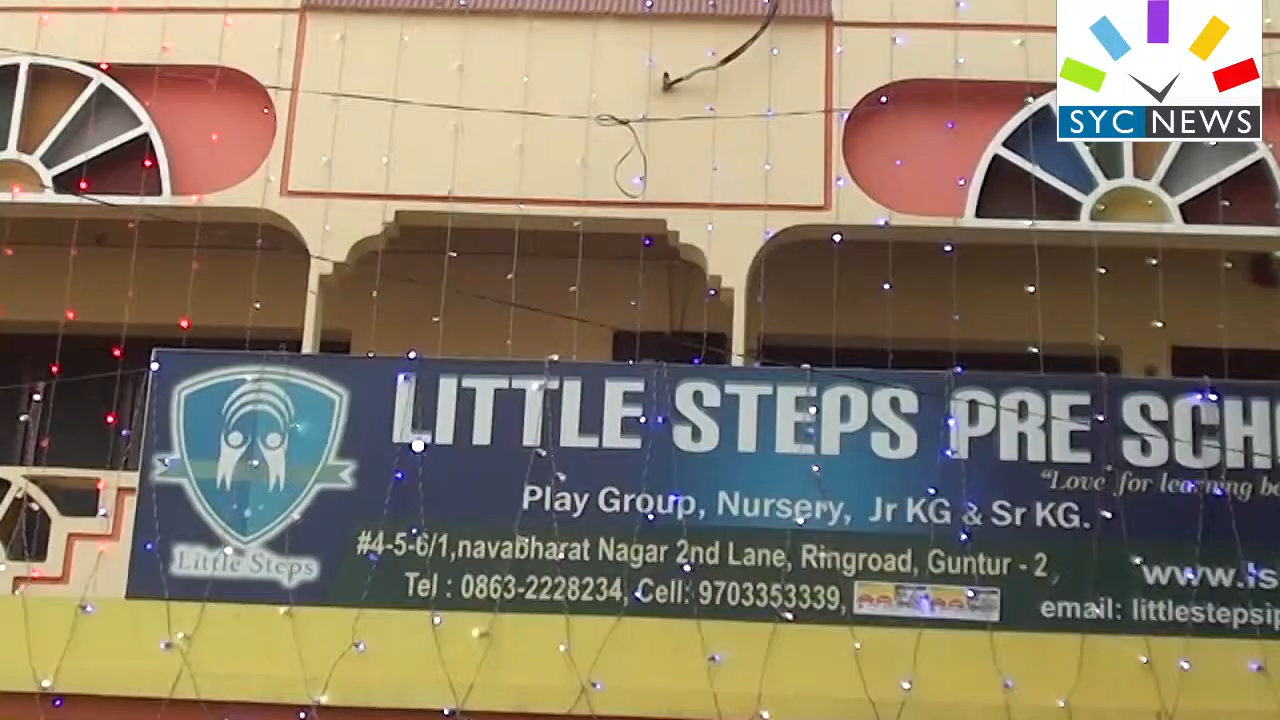 SYC NEWS
LITTLE STEPS PRE SCH
"Love for learning be
Play Group, Nursery, Jr KG & Sr KG.
#4-5-6/1,navabharat Nagar 2nd Lane, Ringroad, Guntur - 2,
www.is
Tel : 0863-2228234, Cell: 9703353339,
email: littlestepsip
Little Steps